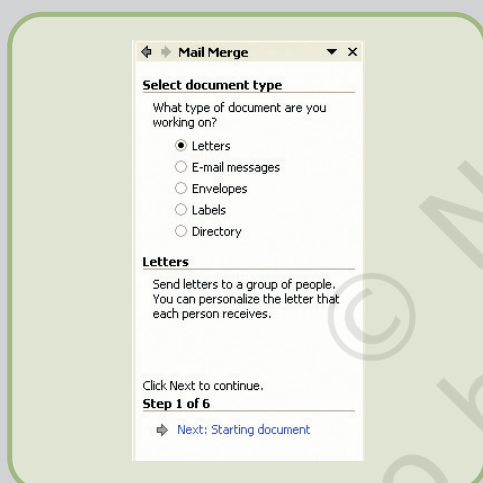 Mail Merge
Select document type
What type of document are you
working on?
Letters
E-mail messages
Envelopes
Labels
Directory
Letters
Send letters to a group of people.
You can personalize the letter that
each person receives.
Click Next to continue.
Step 1 of 6
Next: Starting document
©